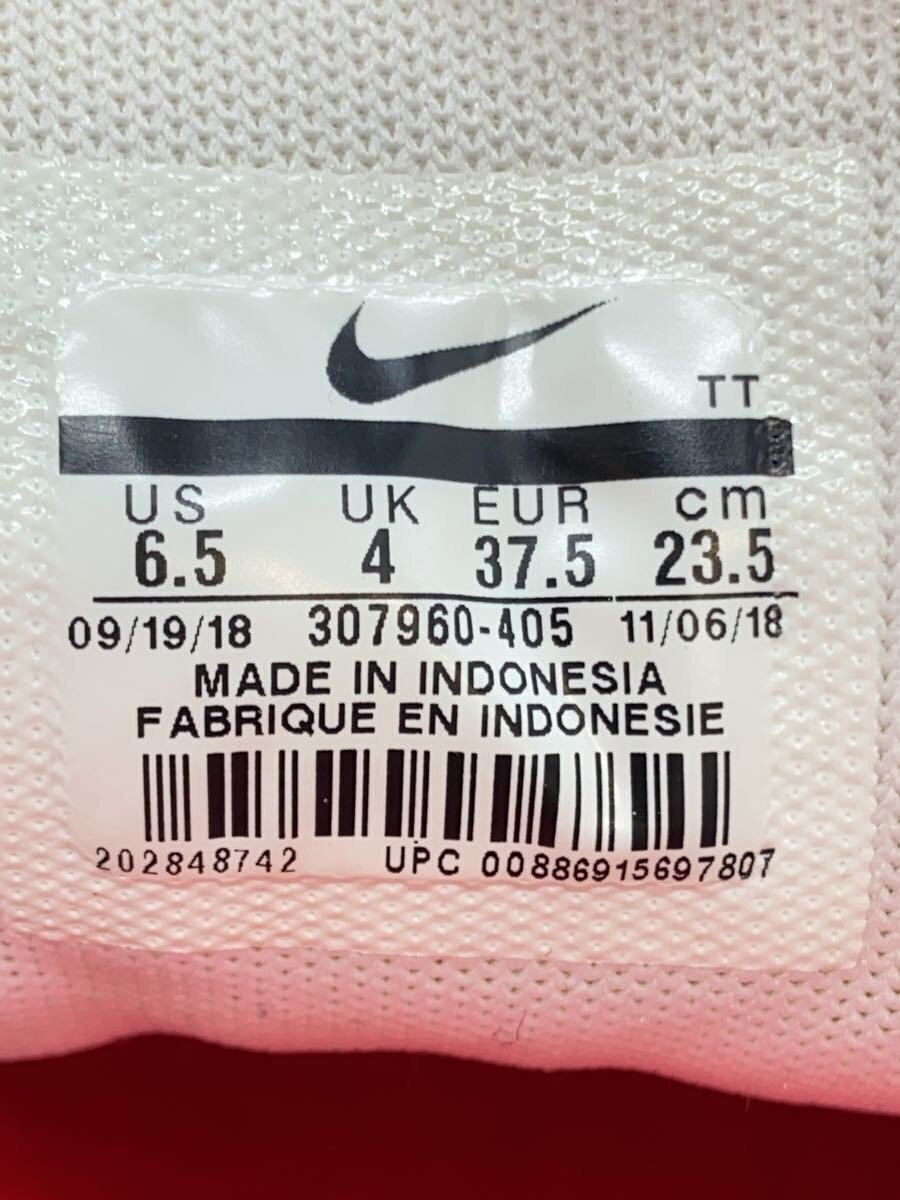 TT
US UK EUR cm
6.5 4 37.5 23.5
09/19/18 307960-405 11/06/18
MADE IN INDONESIA
FABRIQUE EN INDONESIE
202848742 UPC 00886915697807